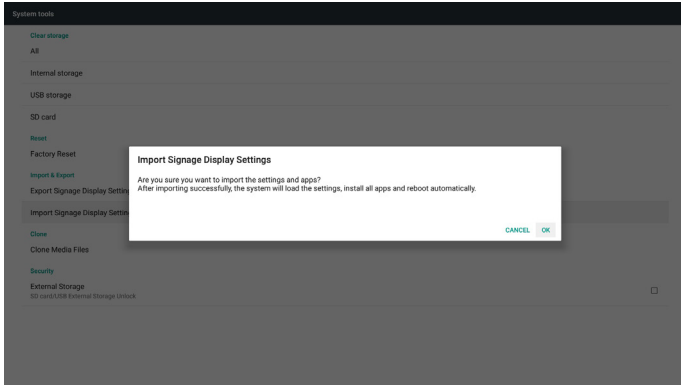 System tools
Clear storage
All
Internal storage
USB storage
SD card
Reset
Factory Reset
Import & Export
Export Signage Display Settin
Import Signage Display Settin
Clone
Clone Media Files
Security
External Storage
SD card/USB External Storage Unlock
Import Signage Display Settings
Are you sure you want to import the settings and apps?
After importing successfully, the system will load the settings, install all apps and reboot automatically.
CANCEL OK